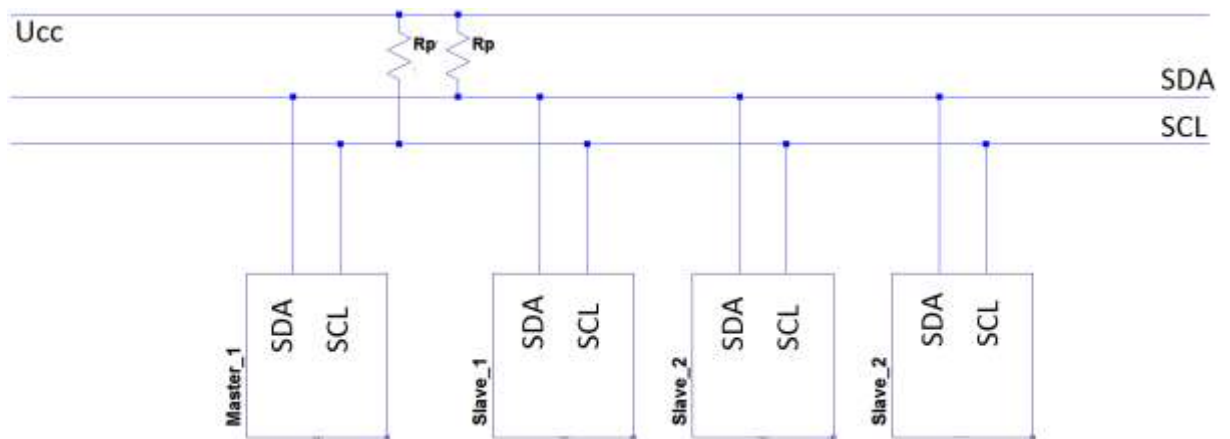 Ucc
Rp
Rp
SDA
SCL
SDA
SCL
Master_1
SDA
SCL
Slave_1
SDA
SCL
Slave_2
SDA
SCL
Slave_2